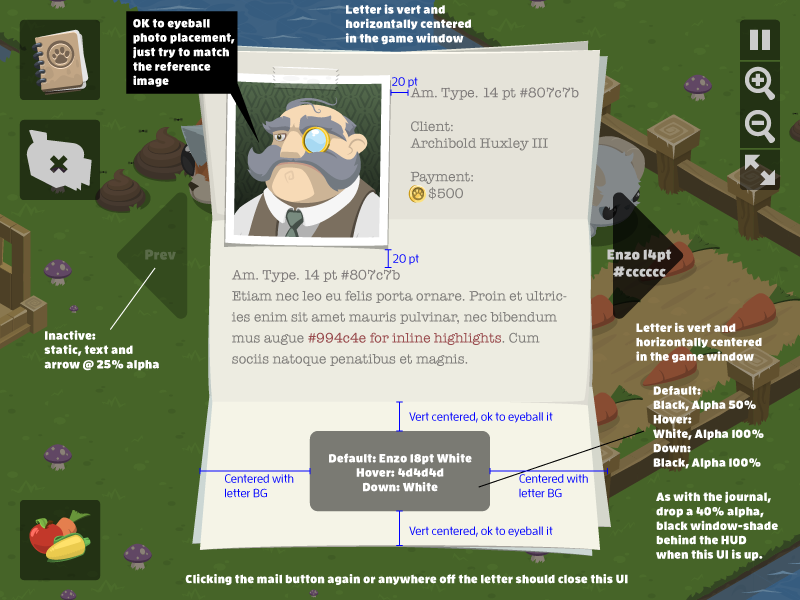 OK to eyeball
photo placement,
just try to match
the reference
image
Letter is vert and
horizontally centered
in the game window
20 pt
Am. Type. 14 pt #807c7b
Client:
Archibold Huxley III
Payment:
$500
Prev
Enzo 14pt
#cccccc
20 pt
Am. Type. 14 pt #807c7b
Etiam nec leo eu felis porta ornare. Proin et ultric-
ies enim sit amet mauris pulvinar, nec bibendum
mus augue #994c4e for inline highlights. Cum
sociis natoque penatibus et magnis.
Inactive:
static, text and
arrow @ 25% alpha
Letter is vert and
horizontally centered
in the game window
Default:
Black, Alpha 50%
Hover:
White, Alpha 100%
Down:
Black, Alpha 100%
As with the journal,
drop a 40% alpha,
black window-shade
behind the HUD
when this UI is up.
Vert centered, ok to eyeball it
Default: Enzo 18pt White
Hover: 4d4d4d
Down: White
Centered with
letter BG
Centered with
letter BG
Vert centered, ok to eyeball it
Clicking the mail button again or anywhere off the letter should close this UI